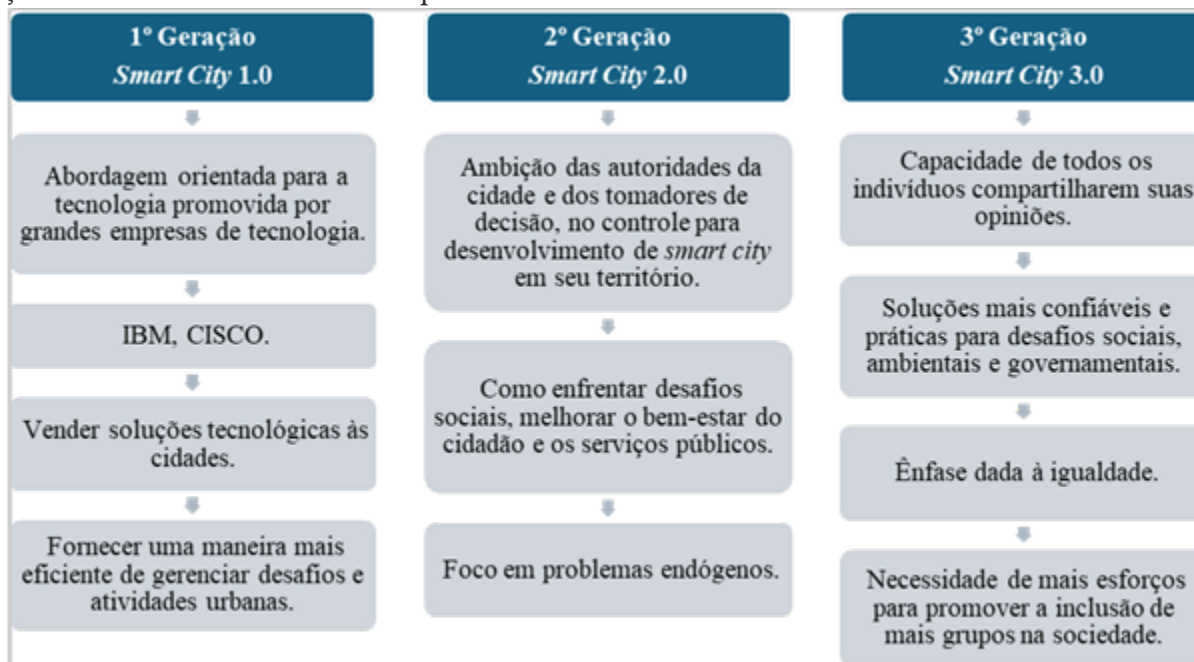 1º Geração
Smart City 1.0
Abordagem orientada para a
tecnologia promovida por
grandes empresas de tecnologia.
IBM, CISCO.
Vender soluções tecnológicas às
cidades.
Fornecer uma maneira mais
eficiente de gerenciar desafios e
atividades urbanas.
2º Geração
Smart City 2.0
Ambição das autoridades da
cidade e dos tomadores de
decisão, no controle para
desenvolvimento de smart city
em seu território.
Como enfrentar desafios
sociais, melhorar o bem-estar do
cidadão e os serviços públicos.
Foco em problemas endógenos.
3º Geração
Smart City 3.0
Capacidade de todos os
indivíduos compartilharem suas
opiniões.
Soluções mais confiáveis e
práticas para desafios sociais,
ambientais e governamentais.
Ênfase dada à igualdade.
Necessidade de mais esforços
para promover a inclusão de
mais grupos na sociedade.